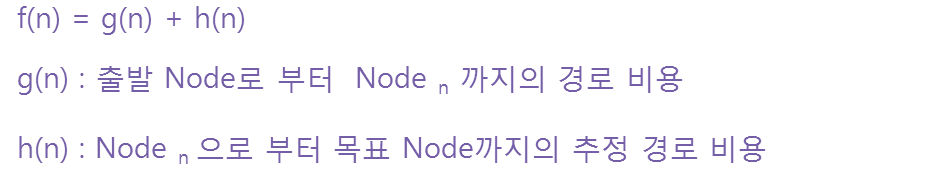 f(n) = g(n) + h(n)
g(n) : 출발 Node로 부터 Node n 까지의 경로 비용
h(n) : Node n 으로 부터 목표 Node까지의 추정 경로 비용